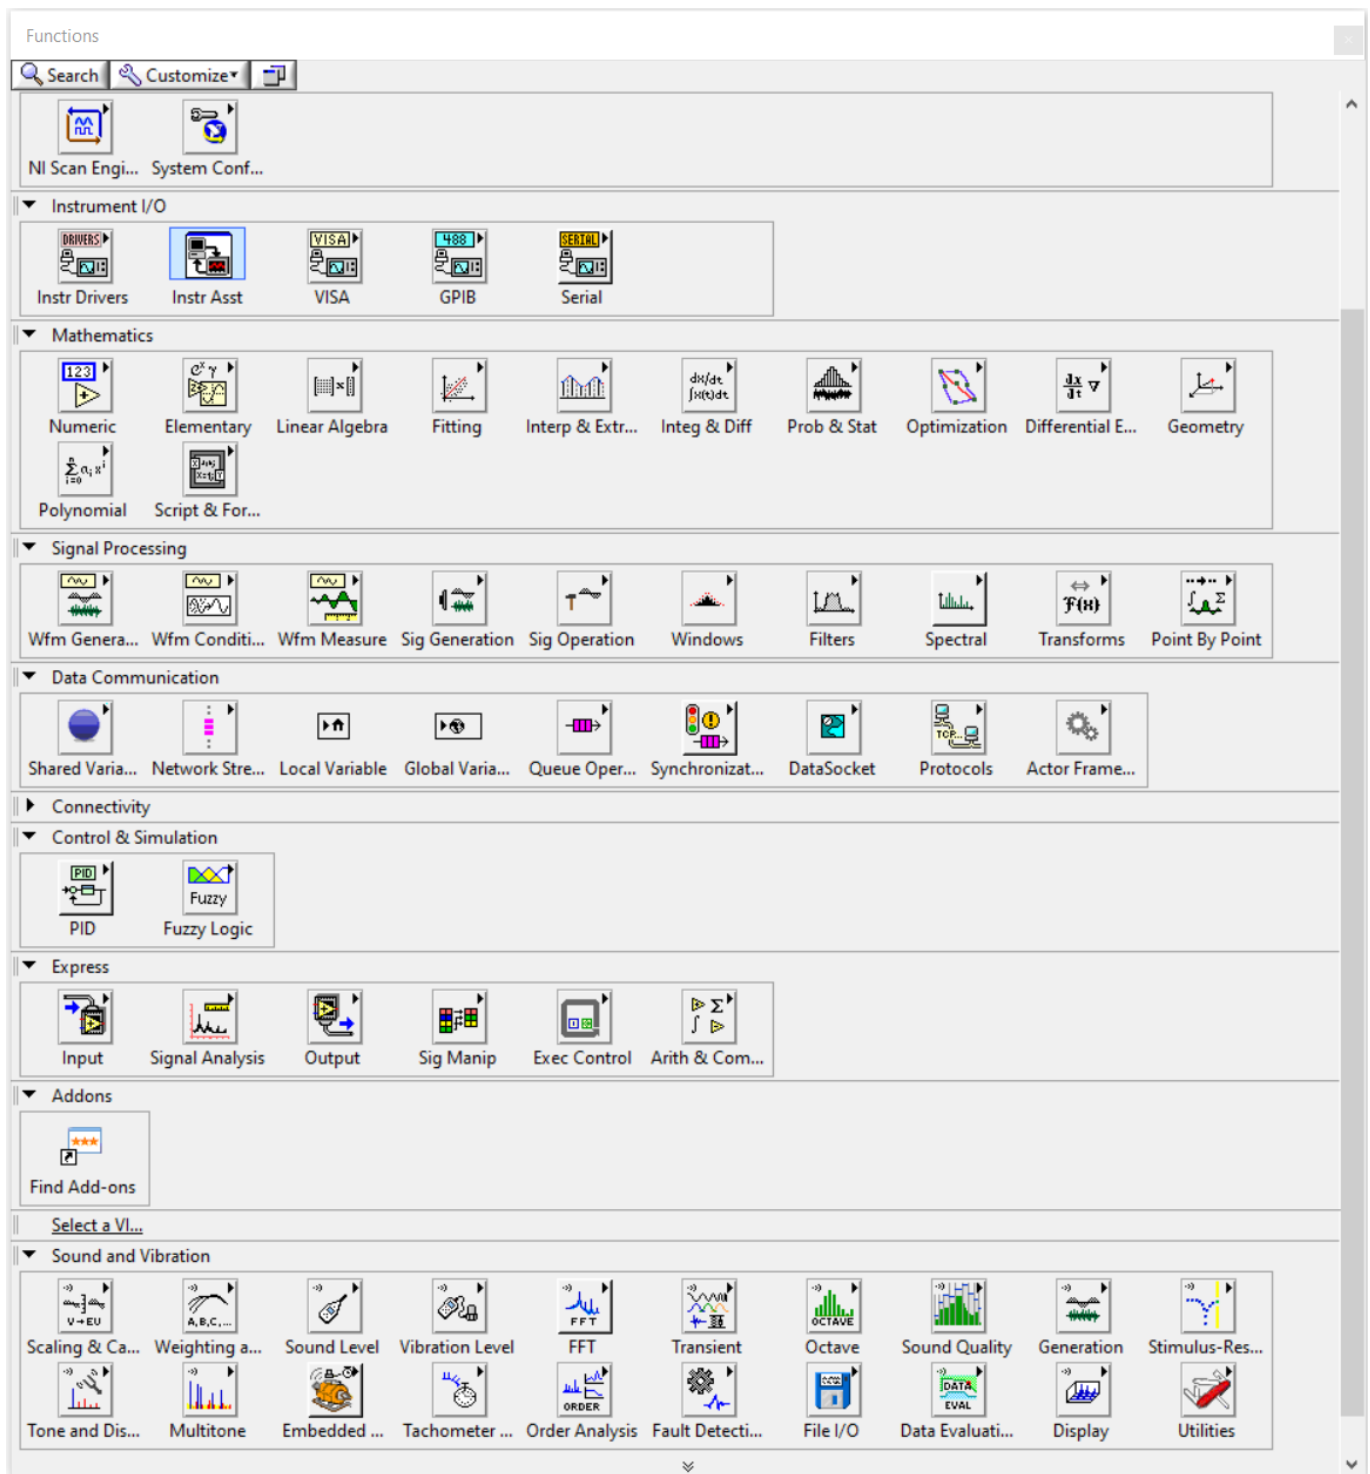 Functions
Search Customize
NI Scan Engi... System Conf...
Instrument I/O
DRIVERS VISA 488 SERIAL
Instr Drivers Instr Asst VISA GPIB Serial
Mathematics
Numeric Elementary Linear Algebra Fitting Interp & Extr... Integ & Diff Prob & Stat Optimization Differential E... Geometry
Polynomial Script & For...
Signal Processing
Wfm Genera... Wfm Conditi... Wfm Measure Sig Generation Sig Operation Windows Filters Spectral Transforms Point By Point
Data Communication
TCP...
Shared Varia... Network Stre... Local Variable Global Varia... Queue Oper... Synchronizat... DataSocket Protocols Actor Frame...
Connectivity
Control & Simulation
PID Fuzzy
PID Fuzzy Logic
Express
Input Signal Analysis Output Sig Manip Exec Control Arith & Com...
Addons
Find Add-ons
Select a VI...
Sound and Vibration
V→EU A,B,C,... FFT OCTAVE
Scaling & Ca... Weighting a... Sound Level Vibration Level FFT Transient Octave Sound Quality Generation Stimulus-Res...
ORDER DATA EVAL
Tone and Dis... Multitone Embedded ... Tachometer ... Order Analysis Fault Detecti... File I/O Data Evaluati... Display Utilities